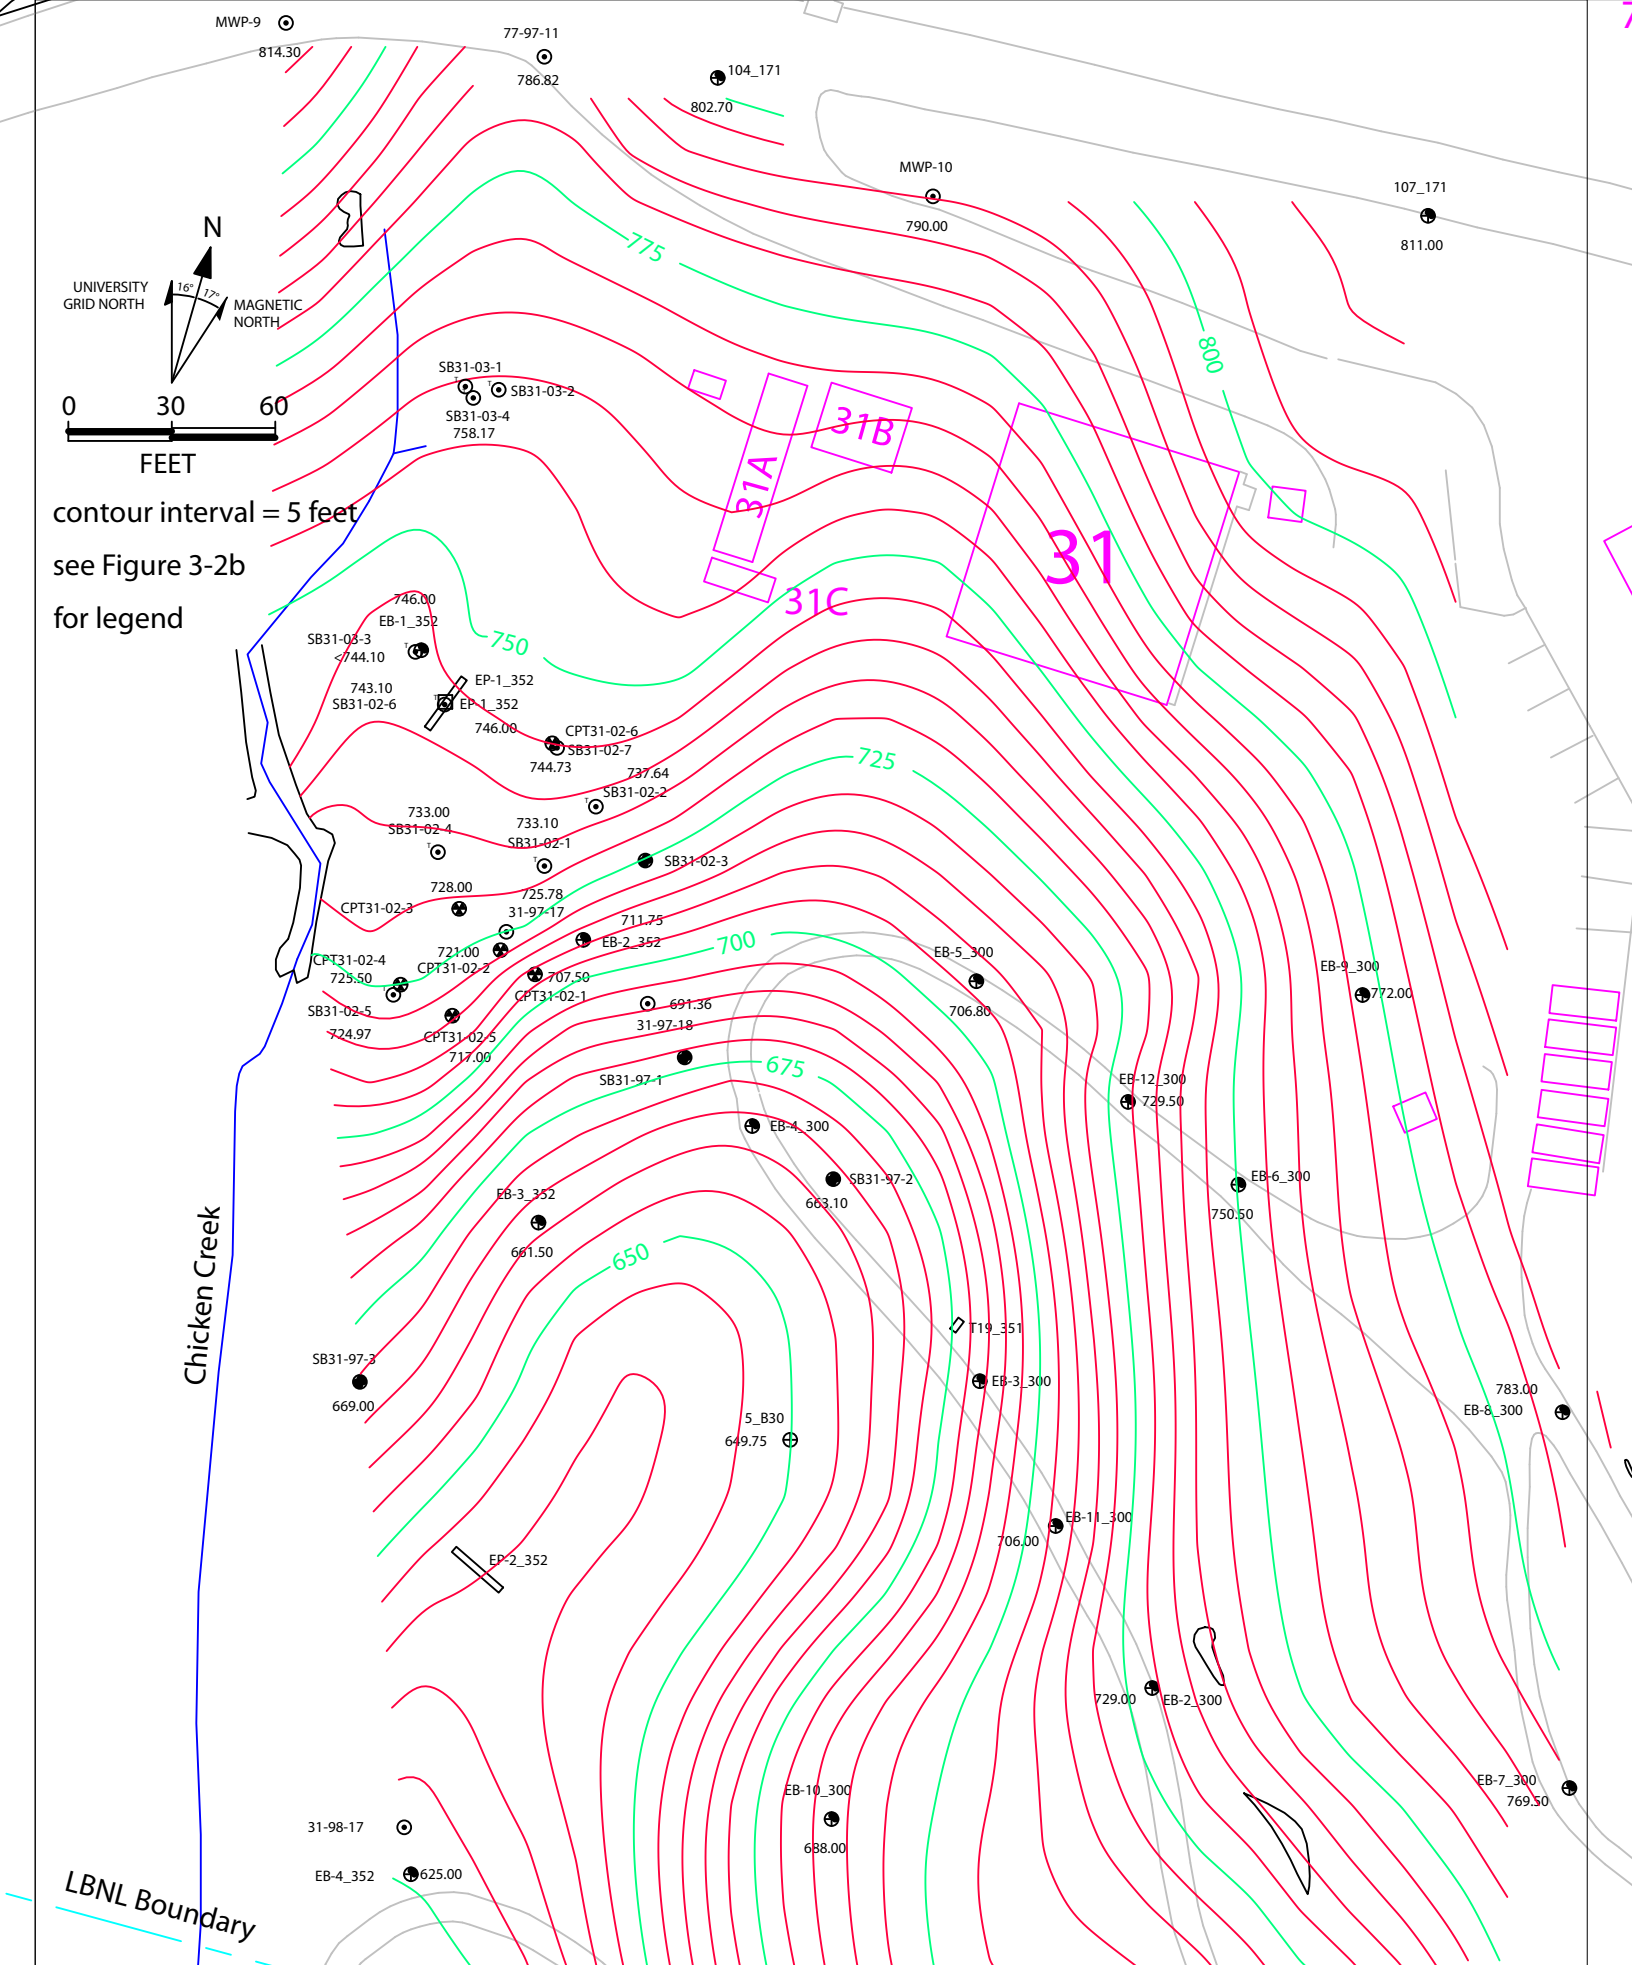 MWP-9
814.30
77-97-11
786.82
104_171
802.70
7
MWP-10
790.00
107_171
811.00
N
UNIVERSITY
GRID NORTH
16°
17°
MAGNETIC
NORTH
0 30 60
FEET
contour interval = 5 feet
see Figure 3-2b
for legend
775
800
SB31-03-1
T
T
SB31-03-2
SB31-03-4
758.17
31A
31B
31
31C
746.00
EB-1_352
SB31-03-3
T
<744.10
750
743.10
SB31-02-6
T
EP-1_352
EP-1_352
746.00
CPT31-02-6
SB31-02-7
744.73
737.64
SB31-02-2
T
725
733.00
SB31-02-4
T
733.10
SB31-02-1
T
SB31-02-3
728.00
CPT31-02-3
725.78
31-97-17
711.75
EB-2_352
721.00
CPT31-02-2
CPT31-02-4
725.50
T
SB31-02-5
724.97
707.50
CPT31-02-1
CPT31-02-5
717.00
700
691.36
31-97-18
SB31-97-1
675
EB-5_300
706.80
EB-9_300
772.00
EB-12_300
729.50
EB-4_300
SB31-97-2
663.10
EB-6_300
750.50
EB-3_352
661.50
650
Chicken Creek
SB31-97-3
669.00
T19_351
EB-3_300
5_B30
649.75
783.00
EB-8_300
EB-11_300
706.00
EP-2_352
729.00
EB-2_300
EB-10_300
688.00
EB-7_300
769.50
31-98-17
EB-4_352
625.00
LBNL Boundary